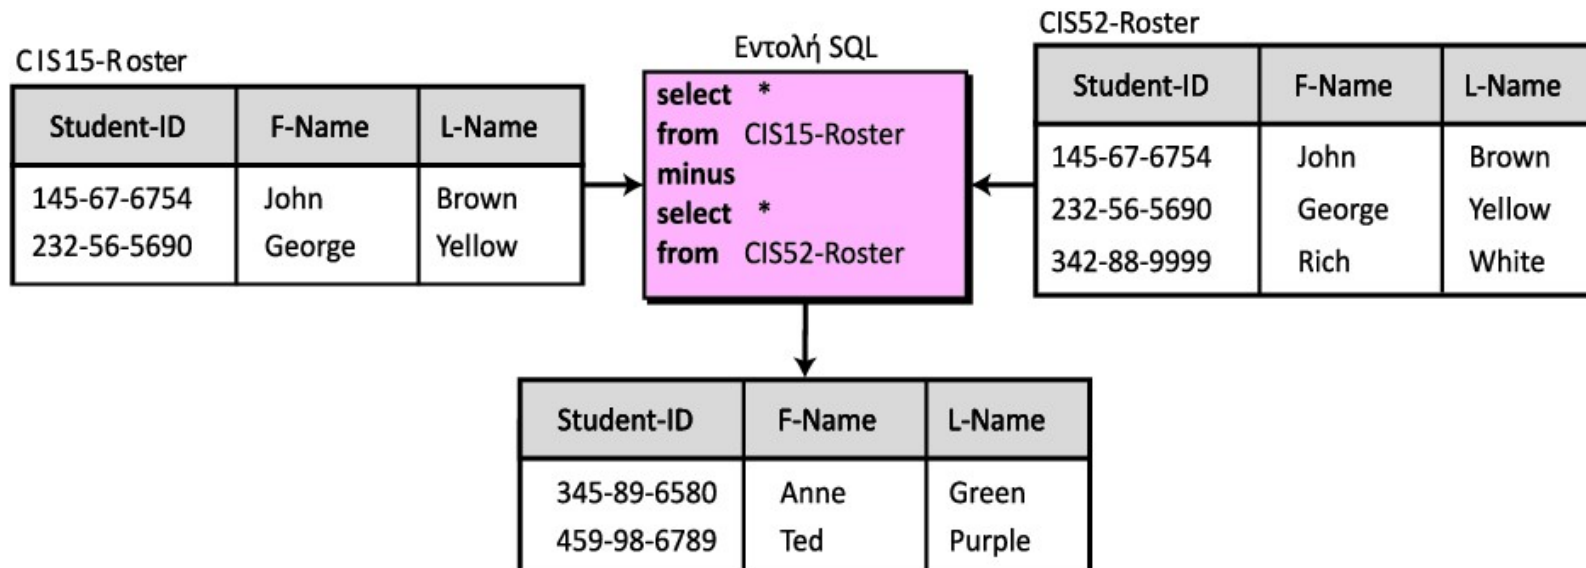 CIS15-Roster
Student-ID F-Name L-Name
145-67-6754 John Brown
232-56-5690 George Yellow
Εντολή SQL
select *
from CIS15-Roster
minus
select *
from CIS52-Roster
CIS52-Roster
Student-ID F-Name L-Name
145-67-6754 John Brown
232-56-5690 George Yellow
342-88-9999 Rich White
Student-ID F-Name L-Name
345-89-6580 Anne Green
459-98-6789 Ted Purple